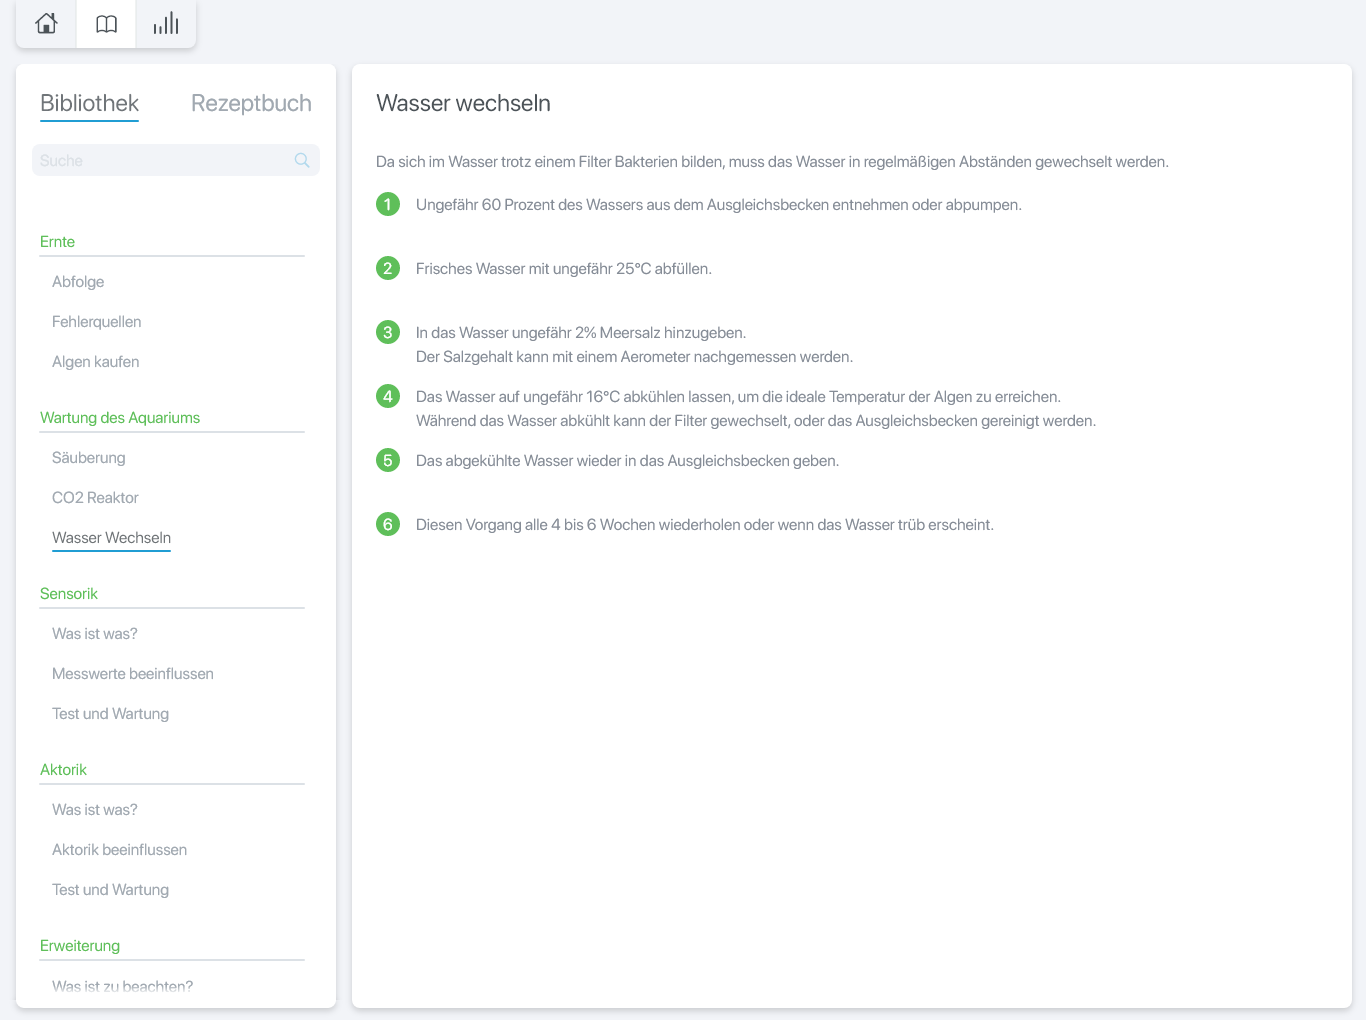 Bibliothek
Rezeptbuch
Suche
Ernte
Abfolge
Fehlerquellen
Algen kaufen
Wartung des Aquariums
Säuberung
CO2 Reaktor
Wasser Wechseln
Sensorik
Was ist was?
Messwerte beeinflussen
Test und Wartung
Aktorik
Was ist was?
Aktorik beeinflussen
Test und Wartung
Erweiterung
Was ist zu beachten?
Wasser wechseln
Da sich im Wasser trotz einem Filter Bakterien bilden, muss das Wasser in regelmäßigen Abständen gewechselt werden.
1 Ungefähr 60 Prozent des Wassers aus dem Ausgleichsbecken entnehmen oder abpumpen.
2 Frisches Wasser mit ungefähr 25°C abfüllen.
3 In das Wasser ungefähr 2% Meersalz hinzugeben.
Der Salzgehalt kann mit einem Aerometer nachgemessen werden.
4 Das Wasser auf ungefähr 16°C abkühlen lassen, um die ideale Temperatur der Algen zu erreichen.
Während das Wasser abkühlt kann der Filter gewechselt, oder das Ausgleichsbecken gereinigt werden.
5 Das abgekühlte Wasser wieder in das Ausgleichsbecken geben.
6 Diesen Vorgang alle 4 bis 6 Wochen wiederholen oder wenn das Wasser trüb erscheint.